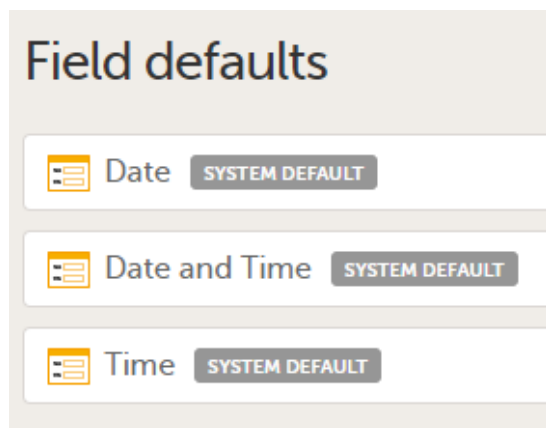 Field defaults
Date SYSTEM DEFAULT
Date and Time SYSTEM DEFAULT
Time SYSTEM DEFAULT